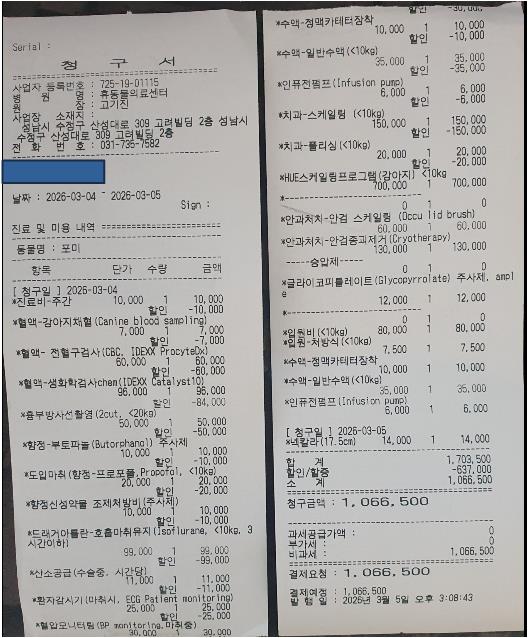 Serial :
청 구 서
사업자 등록번호 : 725-19-01115
병 원 명 : 휴동물의료센터
원 장 : 고기진
사업장 소재지 :
성남시 수정구 산성대로 309 고려빌딩 2층 성남시
수정구 산성대로 309 고려빌딩 2층
전 화 번 호 : 031-735-7582
날짜 : 2026-03-04 ~ 2026-03-05
Sign :
진료 및 미용 내역
동물명 : 포미
항목 단가 수량 금액
[ 청구일 ] 2026-03-04
*진료비-주간 10,000 1 10,000
할인 -10,000
*혈액-강아지채혈(Canine blood sampling)
7,000 1 7,000
할인 -7,000
*혈액- 전혈구검사(CBC, IDEXX ProcyteDx)
60,000 1 60,000
할인 -60,000
*혈액-생화학검사chem(IDEXX Catalyst10)
96,000 1 96,000
할인 -84,000
*흉부방사선촬영(2cut, <20kg)
50,000 1 50,000
할인 -50,000
*향정-부토파놀(Butorphanol) 주사제
10,000 1 10,000
할인 -10,000
*도입마취(향정-프로포폴,Propofol, <10kg)
20,000 1 20,000
할인 -20,000
*향정신성약물 조제처방비(주사제)
10,000 1 10,000
할인 -10,000
*드래거아틀란-호흡마취유지(Isoflurane, <10kg, 3
시간이하)
99,000 1 99,000
할인 -99,000
*산소공급(수술중, 시간당)
11,000 1 11,000
할인 -11,000
*환자감시기(마취시, ECG Patient monitoring)
25,000 1 25,000
할인 -25,000
*혈압모니터링(BP monitoring,마취중)
30,000 1 30,000
할인 -30,000
*수액-정맥카테터장착
10,000 1 10,000
할인 -10,000
*수액-일반수액(<10kg)
35,000 1 35,000
할인 -35,000
*인퓨전펌프(Infusion pump)
6,000 1 6,000
할인 -6,000
*치과-스케일링 (<10kg)
150,000 1 150,000
할인 -150,000
*치과-폴리싱(<10kg)
20,000 1 20,000
할인 -20,000
*HUE스케일링프로그램(강아지) <10kg
700,000 1 700,000
*--------------- 0 1 0
*안과처치-안검 스케일링 (Occu lid brush)
60,000 1 60,000
*안과처치-안검종괴제거(Cryotherapy)
130,000 1 130,000
-----승압제-----
0 1 0
*글라이코피롤레이트(Glycopyrrolate) 주사제, ampl
e
12,000 1 12,000
*--------------- 0 1 0
*입원비(<10kg) 80,000 1 80,000
*입원-처방식(<10kg) 7,500 1 7,500
*수액-정맥카테터장착
10,000 1 10,000
*수액-일반수액(<10kg)
35,000 1 35,000
*인퓨전펌프(Infusion pump)
6,000 1 6,000
[ 청구일 ] 2026-03-05
*넥칼라(17.5cm) 14,000 1 14,000
합 계 1,703,500
할인/할증 -637,000
소 계 1,066,500
청구금액 : 1,066,500
과세공급가액 : 0
부가세 : 0
비과세 : 1,066,500
결제요청 : 1,066,500
결제예정 : 1,066,500
발 행 일 : 2026년 3월 5일 오후 3:08:43